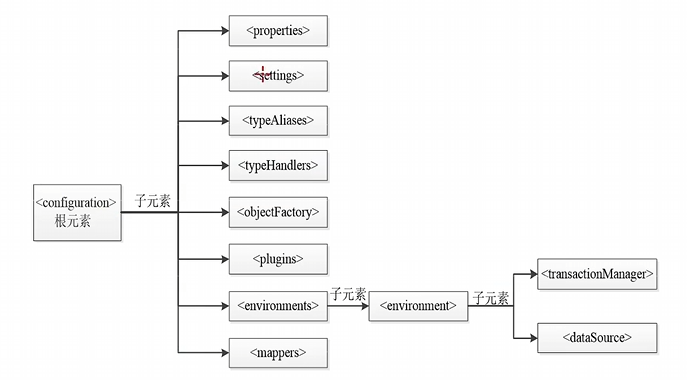 <properties>
<settings>
<typeAliases>
<typeHandlers>
<configuration>
根元素
子元素
<objectFactory>
<plugins>
<environments>
子元素
<environment>
子元素
<transactionManager>
<dataSource>
<mappers>